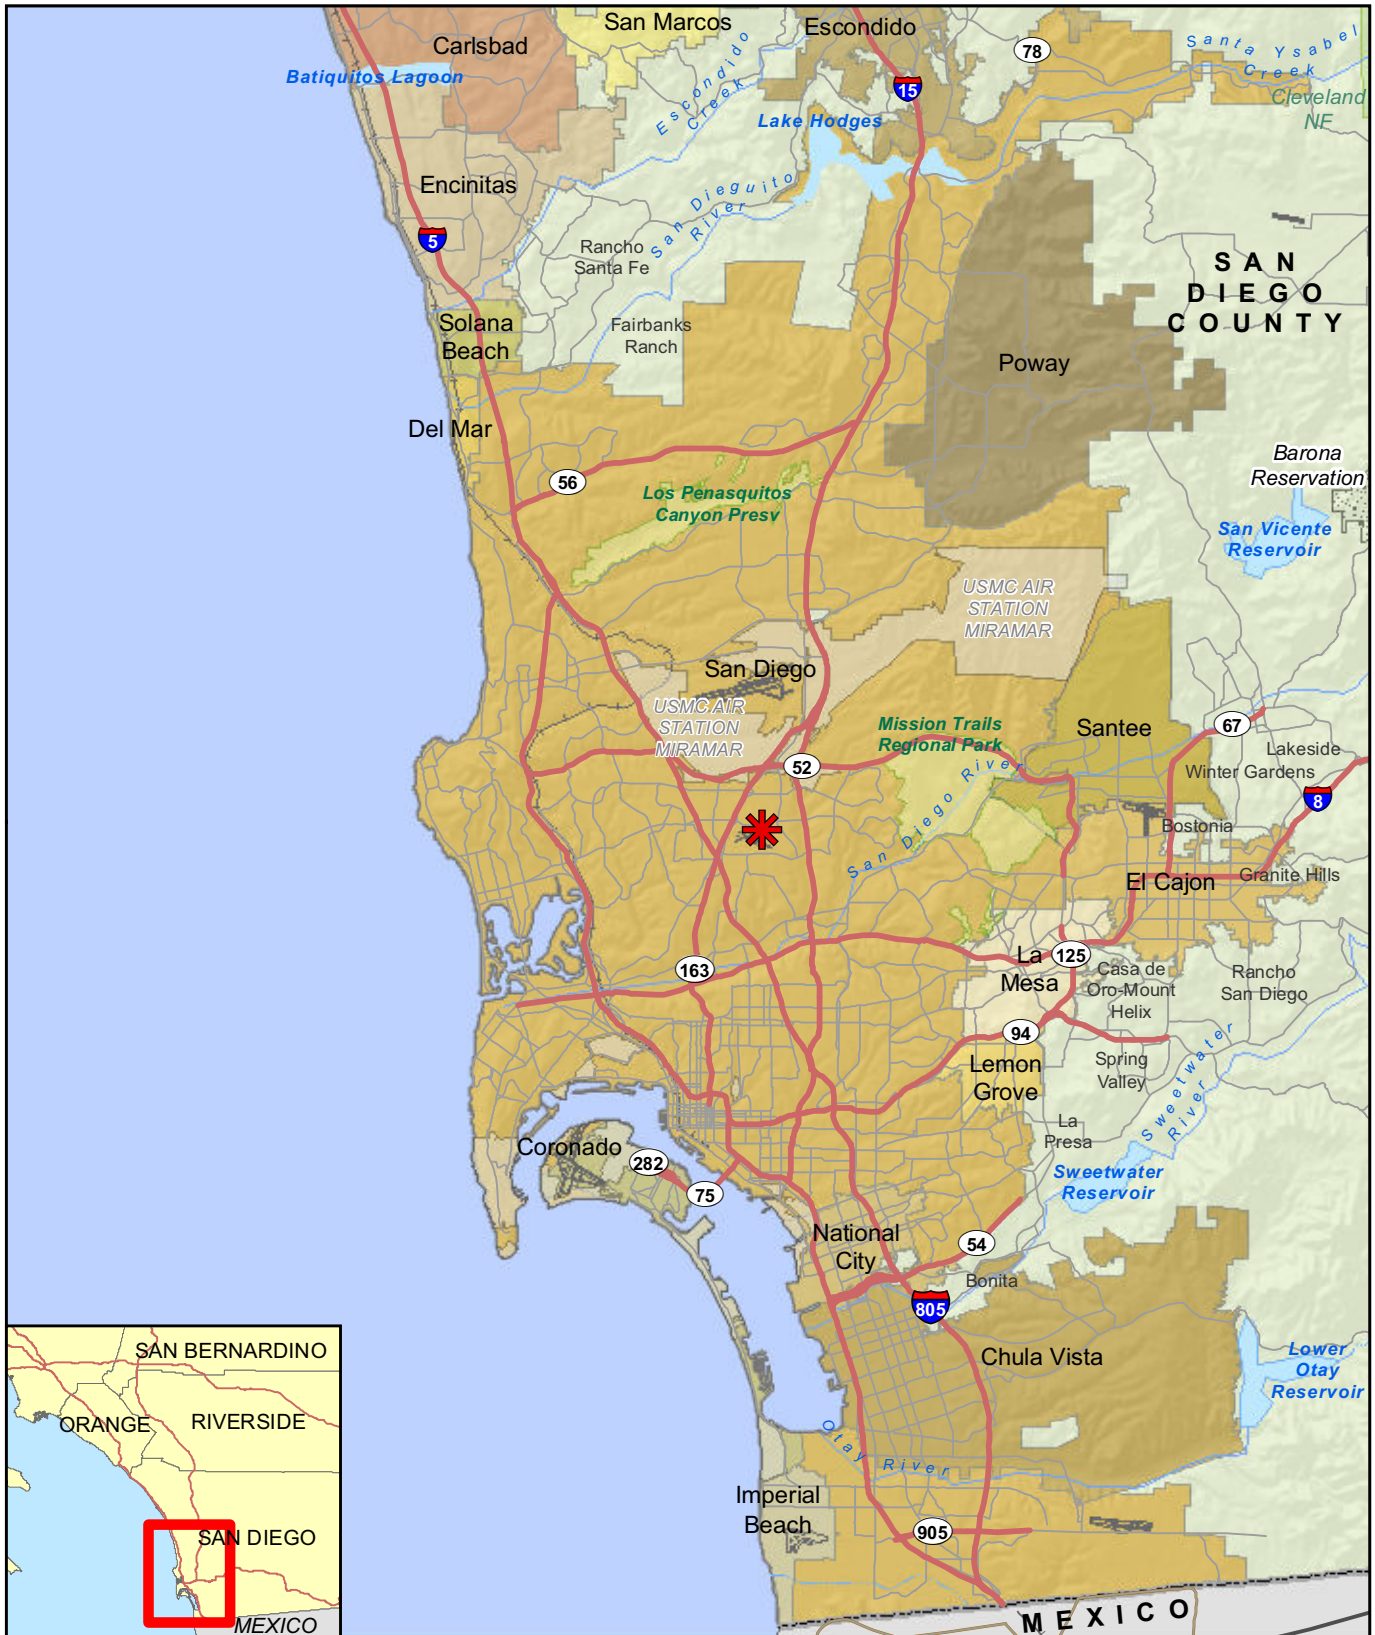 San Marcos
Escondido
Carlsbad
78
Santa Ysabel
Creek
Batiquitos Lagoon
Escondido
Creek
15
Cleveland
NF
Lake Hodges
Encinitas
San Dieguito
River
5
Rancho
Santa Fe
SAN
DIEGO
COUNTY
Solana
Beach
Fairbanks
Ranch
Poway
Del Mar
Barona
Reservation
56
Los Penasquitos
Canyon Presv
San Vicente
Reservoir
USMC AIR
STATION
MIRAMAR
San Diego
USMC AIR
STATION
MIRAMAR
Mission Trails
Regional Park
Santee
67
Lakeside
52
Winter Gardens
8
San Diego River
Bostonia
El Cajon
Granite Hills
163
La
Mesa
125
Casa de
Oro-Mount
Helix
Rancho
San Diego
94
Lemon
Grove
Spring
Valley
Sweetwater
River
La
Presa
Coronado
282
75
Sweetwater
Reservoir
National
City
54
Bonita
805
Chula Vista
Lower
Otay
Reservoir
Otay River
Imperial
Beach
905
MEXICO
SAN BERNARDINO
ORANGE
RIVERSIDE
SAN DIEGO
MEXICO